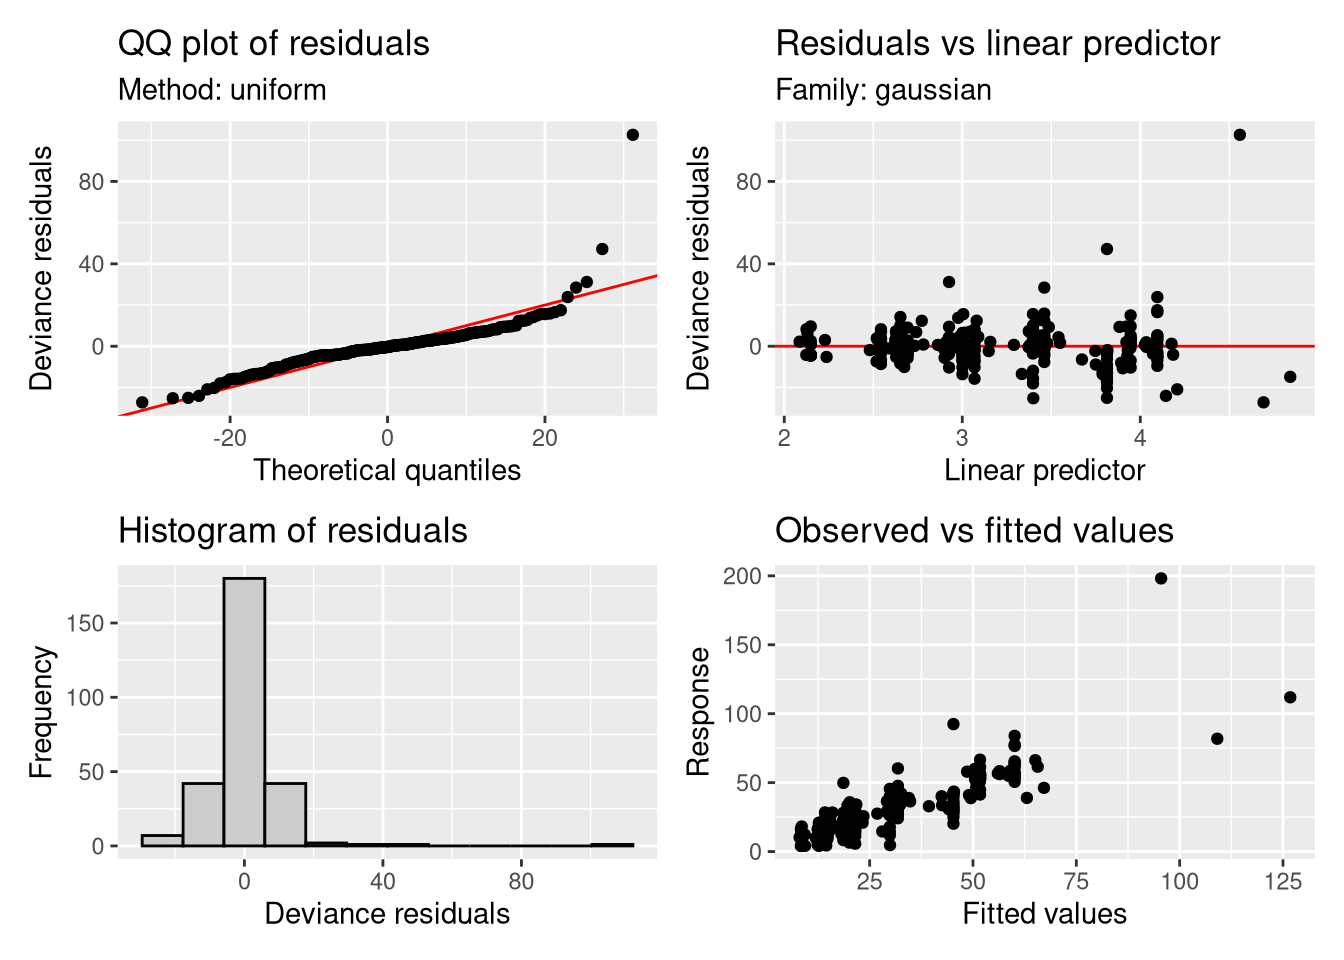 QQ plot of residuals
Method: uniform
Deviance residuals
80
40
0
-20
0
20
Theoretical quantiles
Residuals vs linear predictor
Family: gaussian
Deviance residuals
80
40
0
2
3
4
Linear predictor
Histogram of residuals
Frequency
150
100
50
0
0
40
80
Deviance residuals
Observed vs fitted values
Response
200
150
100
50
0
25
50
75
100
125
Fitted values